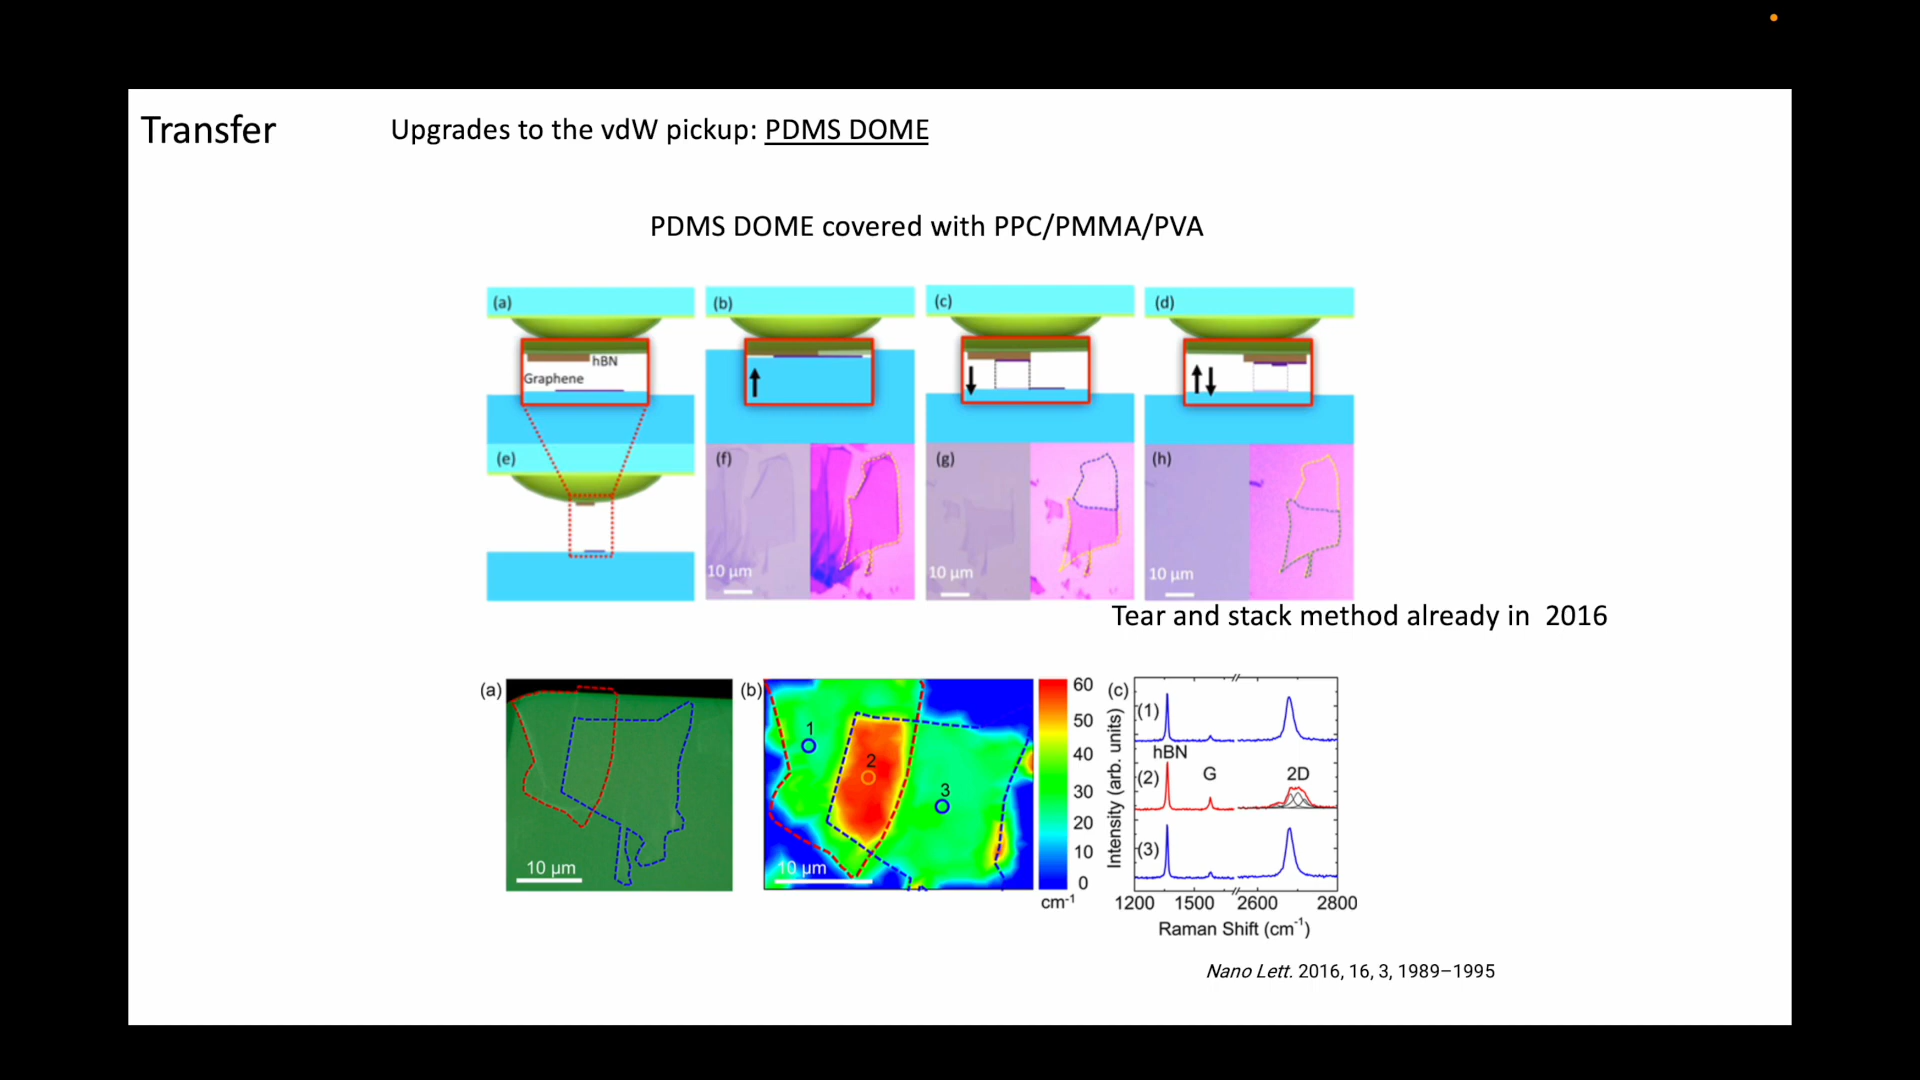 Transfer
Upgrades to the vdW pickup: PDMS DOME
PDMS DOME covered with PPC/PMMA/PVA
(a)
(b)
(c)
(d)
hBN
Graphene
(e)
(f)
(g)
(h)
10 µm
10 µm
10 µm
Tear and stack method already in 2016
(a)
10 µm
(b)
1
2
3
10 µm
60
50
40
30
20
10
0
cm⁻¹
(c)
Intensity (arb. units)
(1)
hBN
(2)
G
2D
(3)
1200 1500 2600 2800
Raman Shift (cm⁻¹)
Nano Lett. 2016, 16, 3, 1989–1995